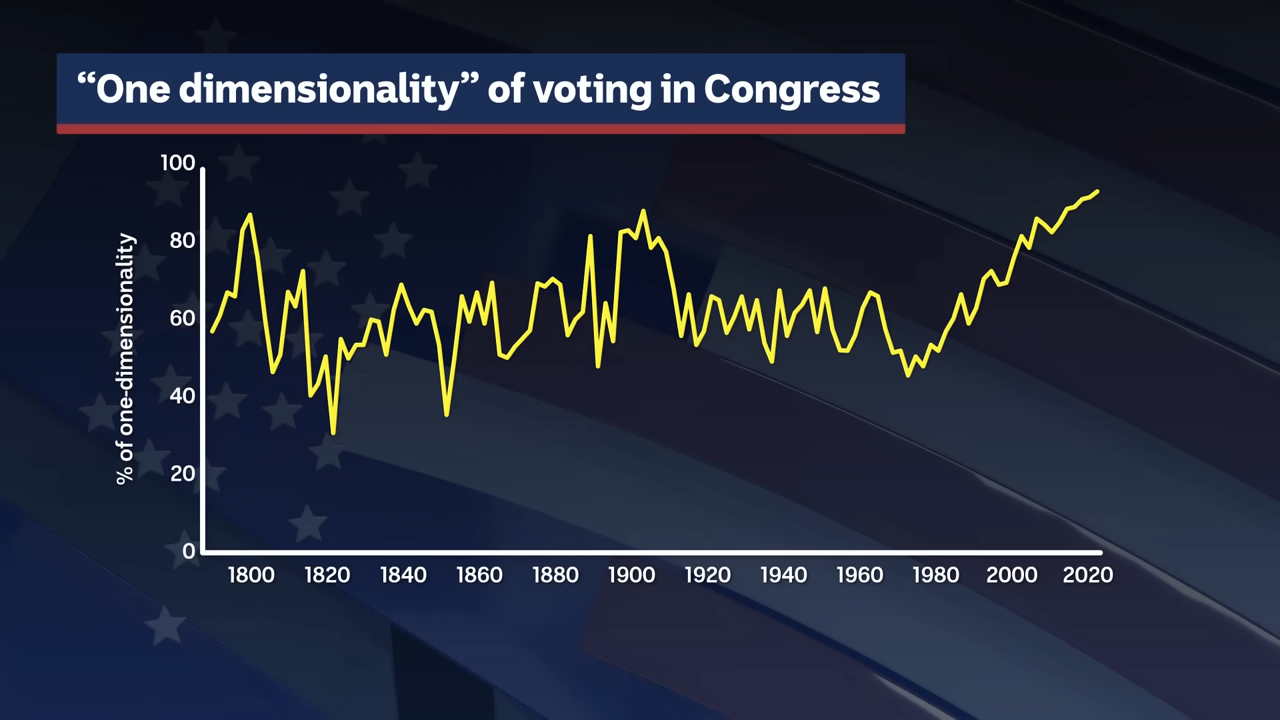 “One dimensionality” of voting in Congress
% of one-dimensionality
100
80
60
40
20
0
1800 1820 1840 1860 1880 1900 1920 1940 1960 1980 2000 2020